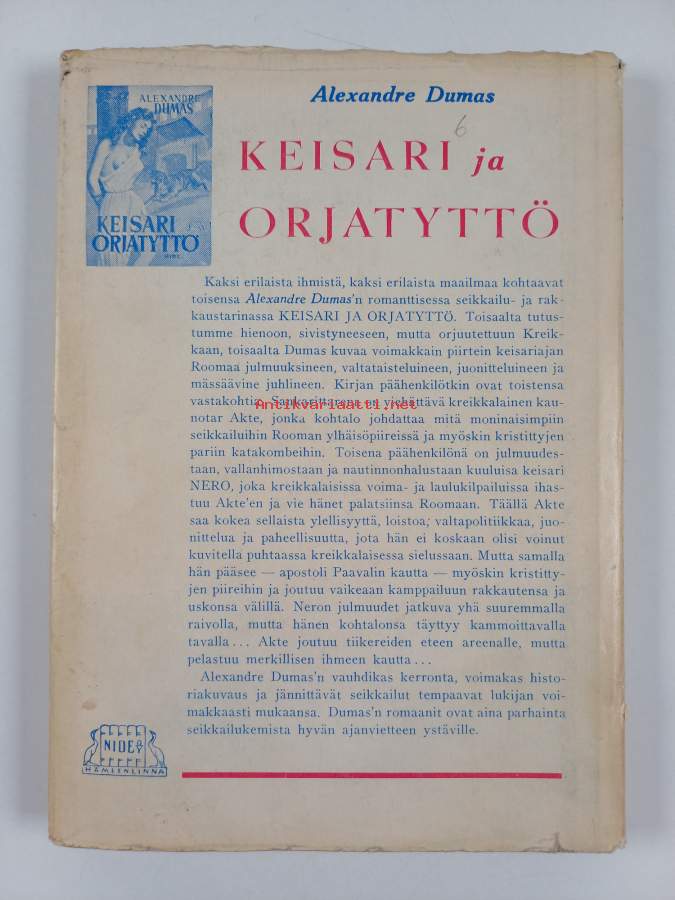 Alexandre Dumas
6
ALEXANDRE
DUMAS
KEISARI
ORJATYTTÖ
KEISARI ja
ORJATYTTÖ
Kaksi erilaista ihmistä, kaksi erilaista maailmaa kohtaavat
toisensa Alexandre Dumas'n romanttisessa seikkailu- ja rak-
kaustarinassa KEISARI JA ORJATYTTÖ. Toisaalta tutus-
tumme hienoon, sivistyneeseen, mutta orjuutettuun Kreik-
kaan, toisaalta Dumas kuvaa voimakkain piirtein keisariajan
Roomaa julmuuksineen, valtataisteluineen, juonitteluineen ja
mässäävine juhlineen. Kirjan päähenkilötkin ovat toistensa
vastakohtia. Sankarittarena on viehättävä kreikkalainen kau-
Antikvariaatti.net
notar Akte, jonka kohtalo johdattaa mitä moninaisimpiin
seikkailuihin Rooman ylhäisöpiireissä ja myöskin kristittyjen
pariin katakombeihin. Toisena päähenkilönä on julmuudes-
taan, vallanhimostaan ja nautinnonhalustaan kuuluisa keisari
NERO, joka kreikkalaisissa voima- ja laulukilpailuissa ihas-
tuu Akte'en ja vie hänet palatsiinsa Roomaan. Täällä Akte
saa kokea sellaista ylellisyyttä, loistoa, valtapolitiikkaa, juo-
nittelua ja paheellisuutta, jota hän ei koskaan olisi voinut
kuvitella puhtaassa kreikkalaisessa sielussaan. Mutta samalla
hän pääsee — apostoli Paavalin kautta — myöskin kristitty-
jen piireihin ja joutuu vaikeaan kamppailuun rakkautensa ja
uskonsa välillä. Neron julmuudet jatkuva yhä suuremmalla
raivolla, mutta hänen kohtalonsa täyttyy kammoittavalla
tavalla... Akte joutuu tiikereiden eteen areenalle, mutta
pelastuu merkillisen ihmeen kautta...
Alexandre Dumas'n vauhdikas kerronta, voimakas histo-
riakuvaus ja jännittävät seikkailut tempaavat lukijan voi-
makkaasti mukaansa. Dumas'n romaanit ovat aina parhainta
seikkailukemista hyvän ajanvietteen ystäville.
NIDE OY
HÄMEENLINNA